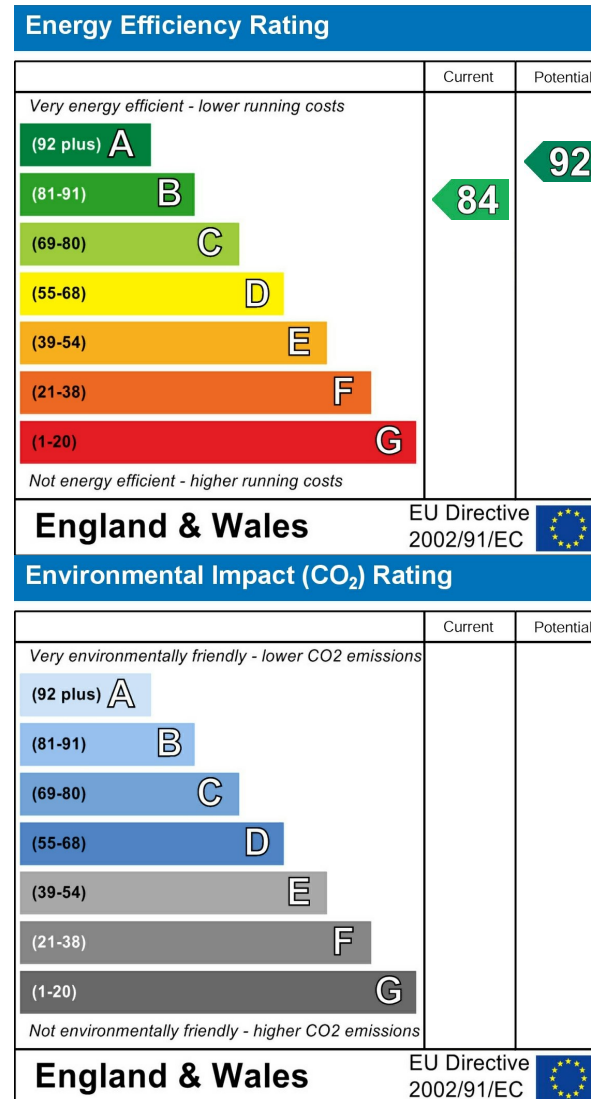 Energy Efficiency Rating
Current Potential
Very energy efficient - lower running costs
(92 plus) A
92
(81-91) B
84
(69-80) C
(55-68) D
(39-54) E
(21-38) F
(1-20) G
Not energy efficient - higher running costs
England & Wales
EU Directive
2002/91/EC
Environmental Impact (CO₂) Rating
Current Potential
Very environmentally friendly - lower CO2 emissions
(92 plus) A
(81-91) B
(69-80) C
(55-68) D
(39-54) E
(21-38) F
(1-20) G
Not environmentally friendly - higher CO2 emissions
England & Wales
EU Directive
2002/91/EC